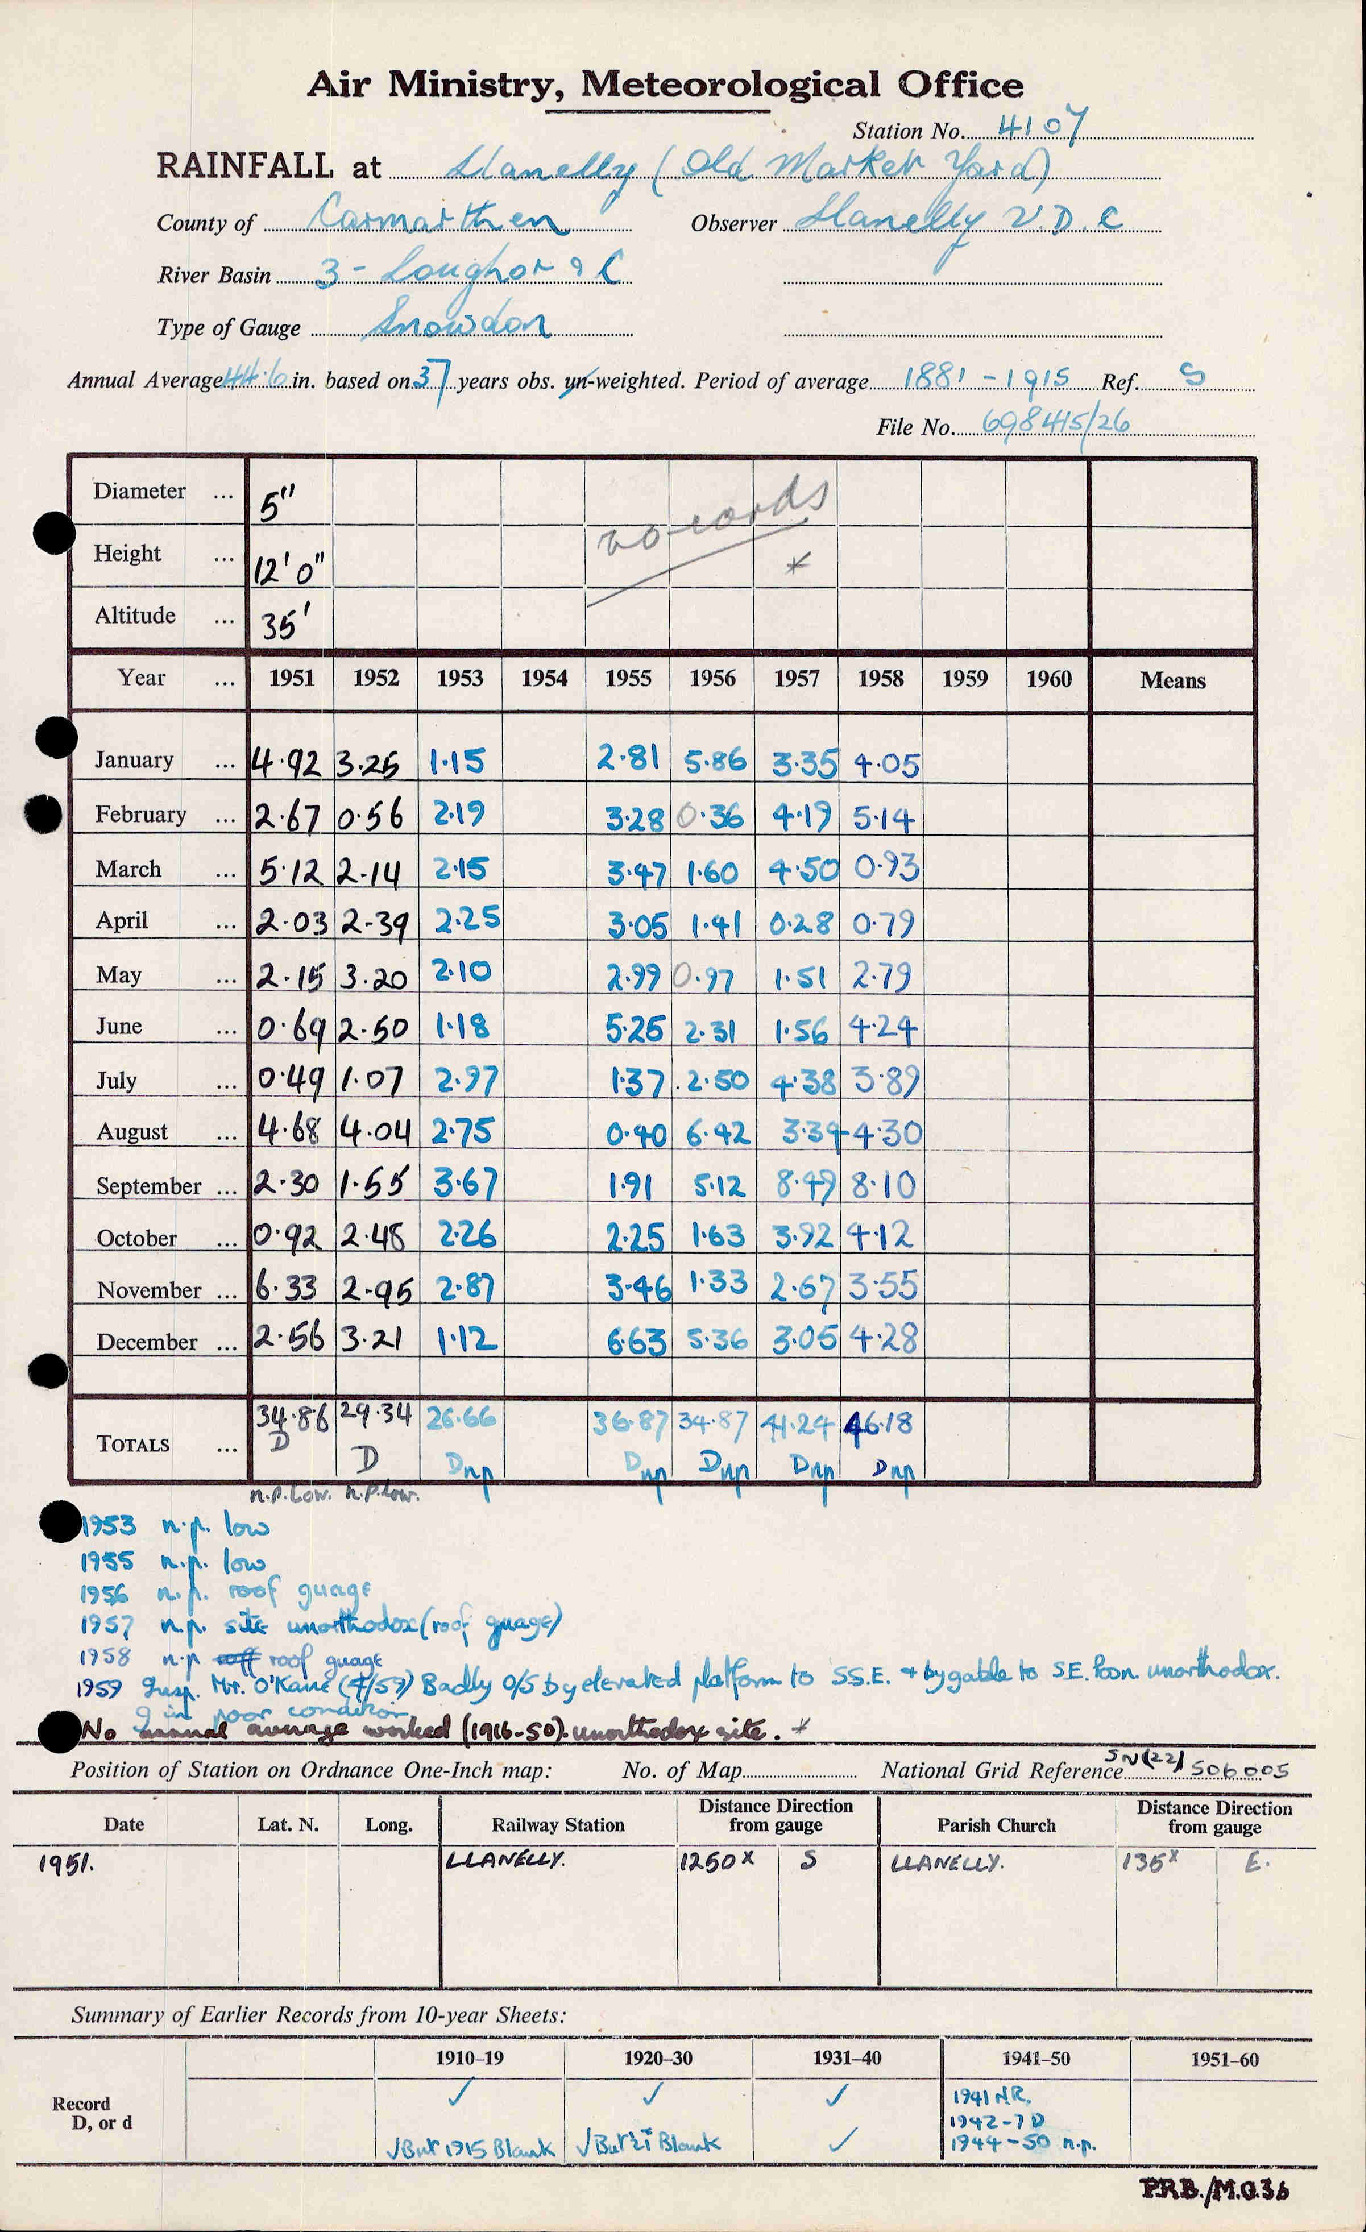 Air Ministry, Meteorological Office
Station No. 4107
RAINFALL at Llanelly (Old Market Yard)
County of Carmarthen Observer Llanelly U.D.C
River Basin 3 - Loughor & C
Type of Gauge Snowdon
Annual Average 44.6 in. based on 37 years obs. un-weighted. Period of average 1881 - 1915 Ref. S
File No. 698415/26
Diameter ... 5"
Height ... 12'0"
*
Altitude ... 35'
Year ... 1951 1952 1953 1954 1955 1956 1957 1958 1959 1960 Means
January ... 4.92 3.25 1.15 2.81 5.86 3.35 4.05
February ... 2.67 0.56 2.19 3.28 0.36 4.19 5.14
March ... 5.12 2.14 2.15 3.47 1.60 4.50 0.93
April ... 2.03 2.39 2.25 3.05 1.41 0.28 0.79
May ... 2.15 3.20 2.10 2.99 0.97 1.51 2.79
June ... 0.69 2.50 1.18 5.25 2.31 1.56 4.24
July ... 0.49 1.07 2.97 1.37 2.50 4.38 3.89
August ... 4.68 4.04 2.75 0.40 6.42 3.34 4.30
September ... 2.30 1.55 3.67 1.91 5.12 8.49 8.10
October ... 0.92 2.48 2.26 2.25 1.63 3.92 4.12
November ... 6.33 2.95 2.87 3.46 1.33 2.67 3.55
December ... 2.56 3.21 1.12 6.63 5.36 3.05 4.28
TOTALS ... 34.86 29.34 26.66 36.87 34.87 41.24 46.18
D D Dnp Dnp Dnp Dnp Dnp
n.p. Low. n.p. Low.
1953 n.p. low
1955 n.p. low
1956 n.p. roof guage
1957 n.p. site unorthodox (roof guage)
1958 n.p. roof guage
1959 Insp. Mr. O'Kane (4/59) Badly o/s by elevated platform to SSE. + by gable to SE. Posn. unorthodox.
g in poor condition
No annual average worked (1916-50). unorthodox site. *
Position of Station on Ordnance One-Inch map: No. of Map National Grid Reference SN(22) 506005
Date Lat. N. Long. Railway Station Distance Direction from gauge Parish Church Distance Direction from gauge
1951. LLANELLY. 1250x S LLANELLY. 135x E.
Summary of Earlier Records from 10-year Sheets:
1910–19 1920–30 1931–40 1941–50 1951–60
Record D, or d ✓ ✓ ✓ 1941 N.R.
1942-7 D
√But 1915 Blank √But 21 Blank ✓ 1944-50 n.p.
P.R.B./M.O.36